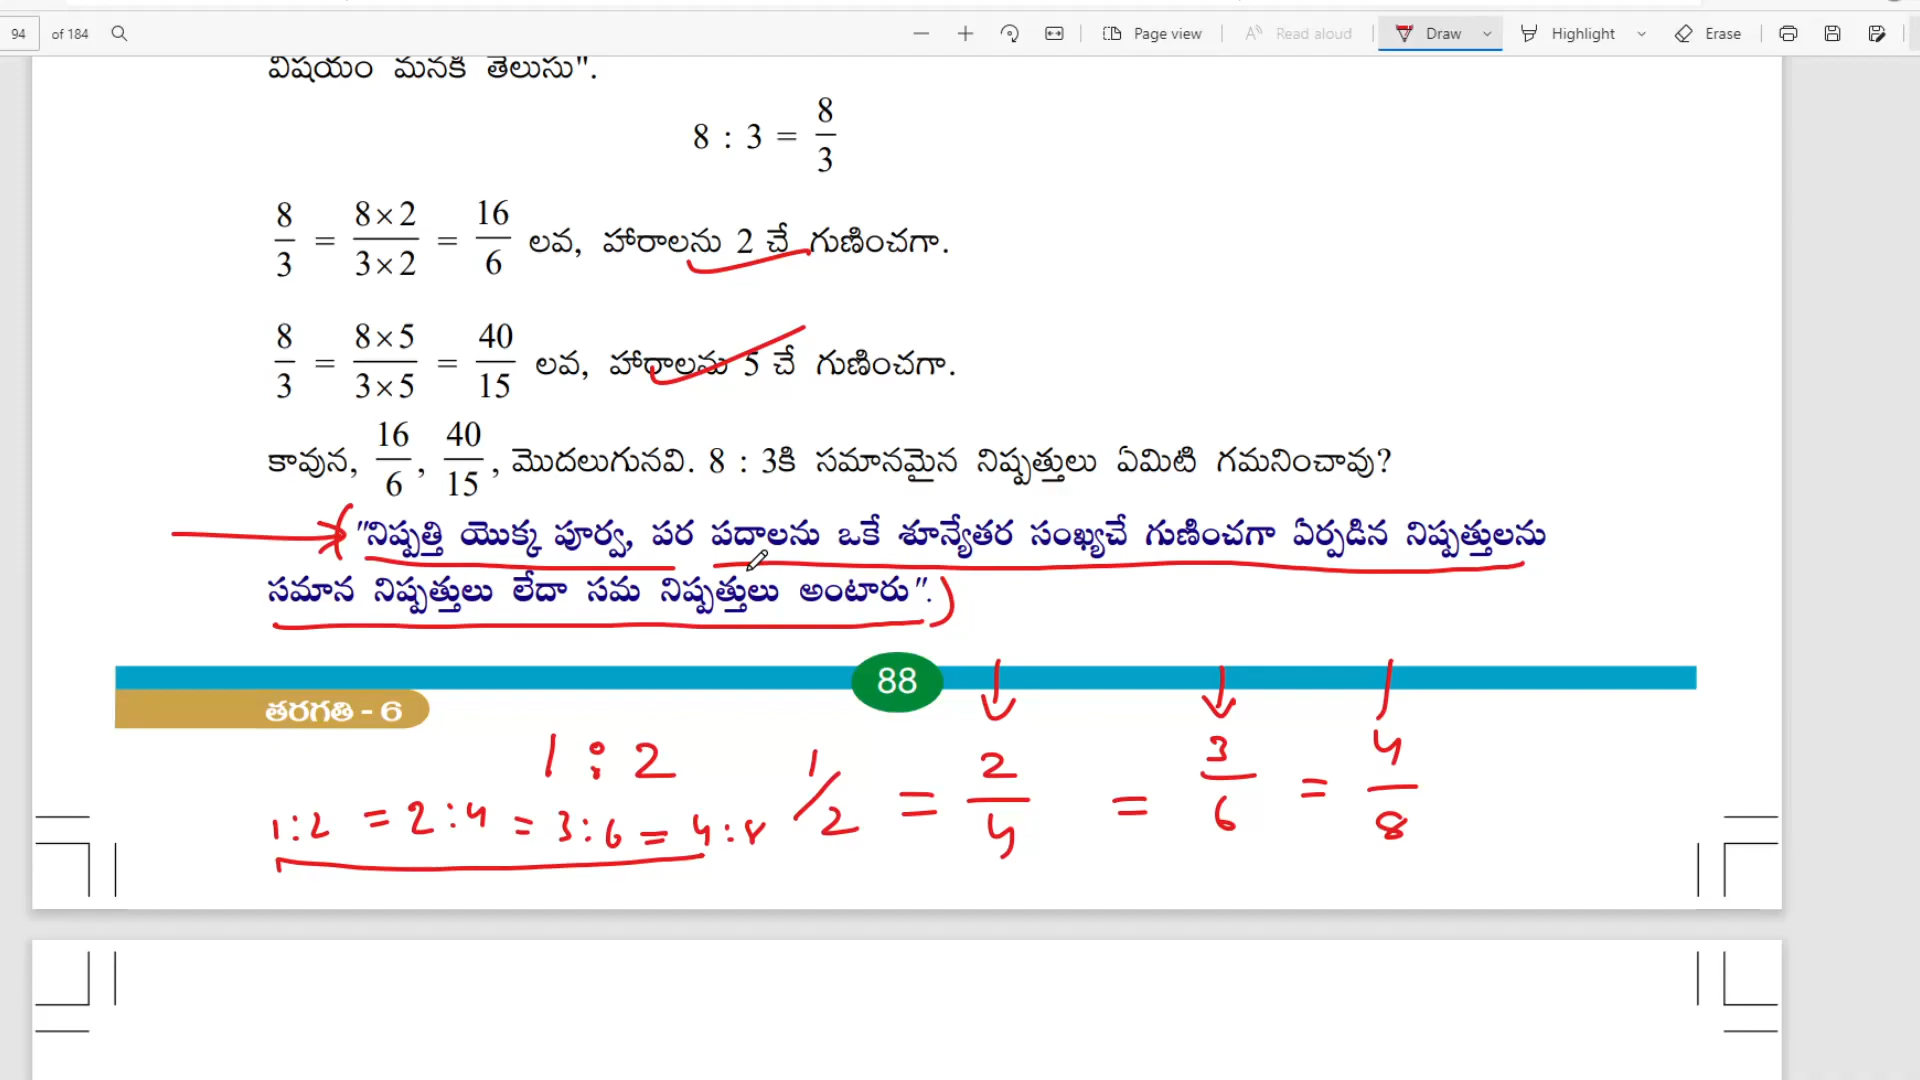 94 of 184 Page view Read aloud Draw Highlight Erase
విషయం మనకి తెలుసు".
8 : 3 = 8/3
8/3 = 8×2/3×2 = 16/6 లవ, హారాలను 2 చే గుణించగా.
8/3 = 8×5/3×5 = 40/15 లవ, హారాలను 5 చే గుణించగా.
కావున, 16/6, 40/15, మొదలుగునవి. 8 : 3కి సమానమైన నిష్పత్తులు ఏమిటి గమనించావు?
"నిష్పత్తి యొక్క పూర్వ, పర పదాలను ఒకే శూన్యేతర సంఖ్యచే గుణించగా ఏర్పడిన నిష్పత్తులను
సమాన నిష్పత్తులు లేదా సమ నిష్పత్తులు అంటారు".
88
తరగతి - 6
1 : 2 1/2 = 2/4 = 3/6 = 4/8
1:2 = 2:4 = 3:6 = 4:8